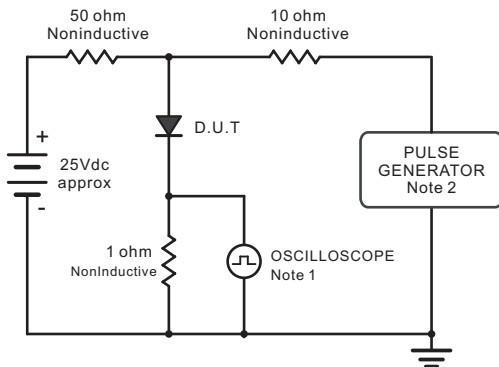 50 ohm
Noninductive
10 ohm
Noninductive
D.U.T
+
25Vdc
approx
-
PULSE
GENERATOR
Note 2
1 ohm
NonInductive
OSCILLOSCOPE
Note 1